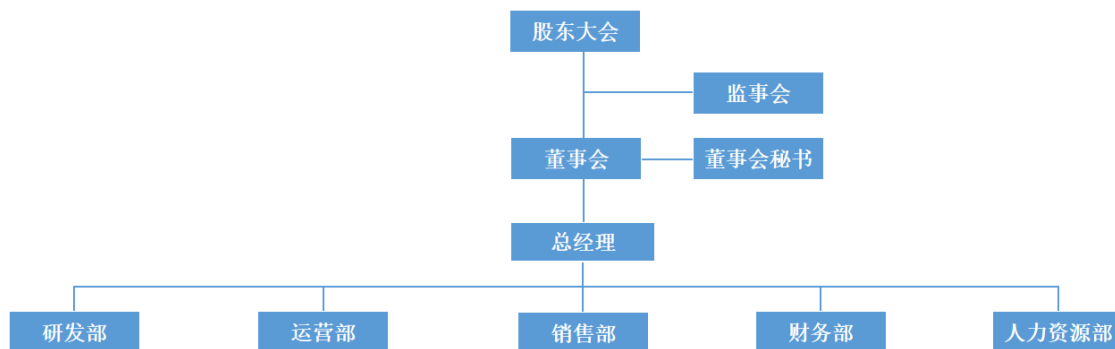 股东大会
监事会
董事会
董事会秘书
总经理
研发部
运营部
销售部
财务部
人力资源部